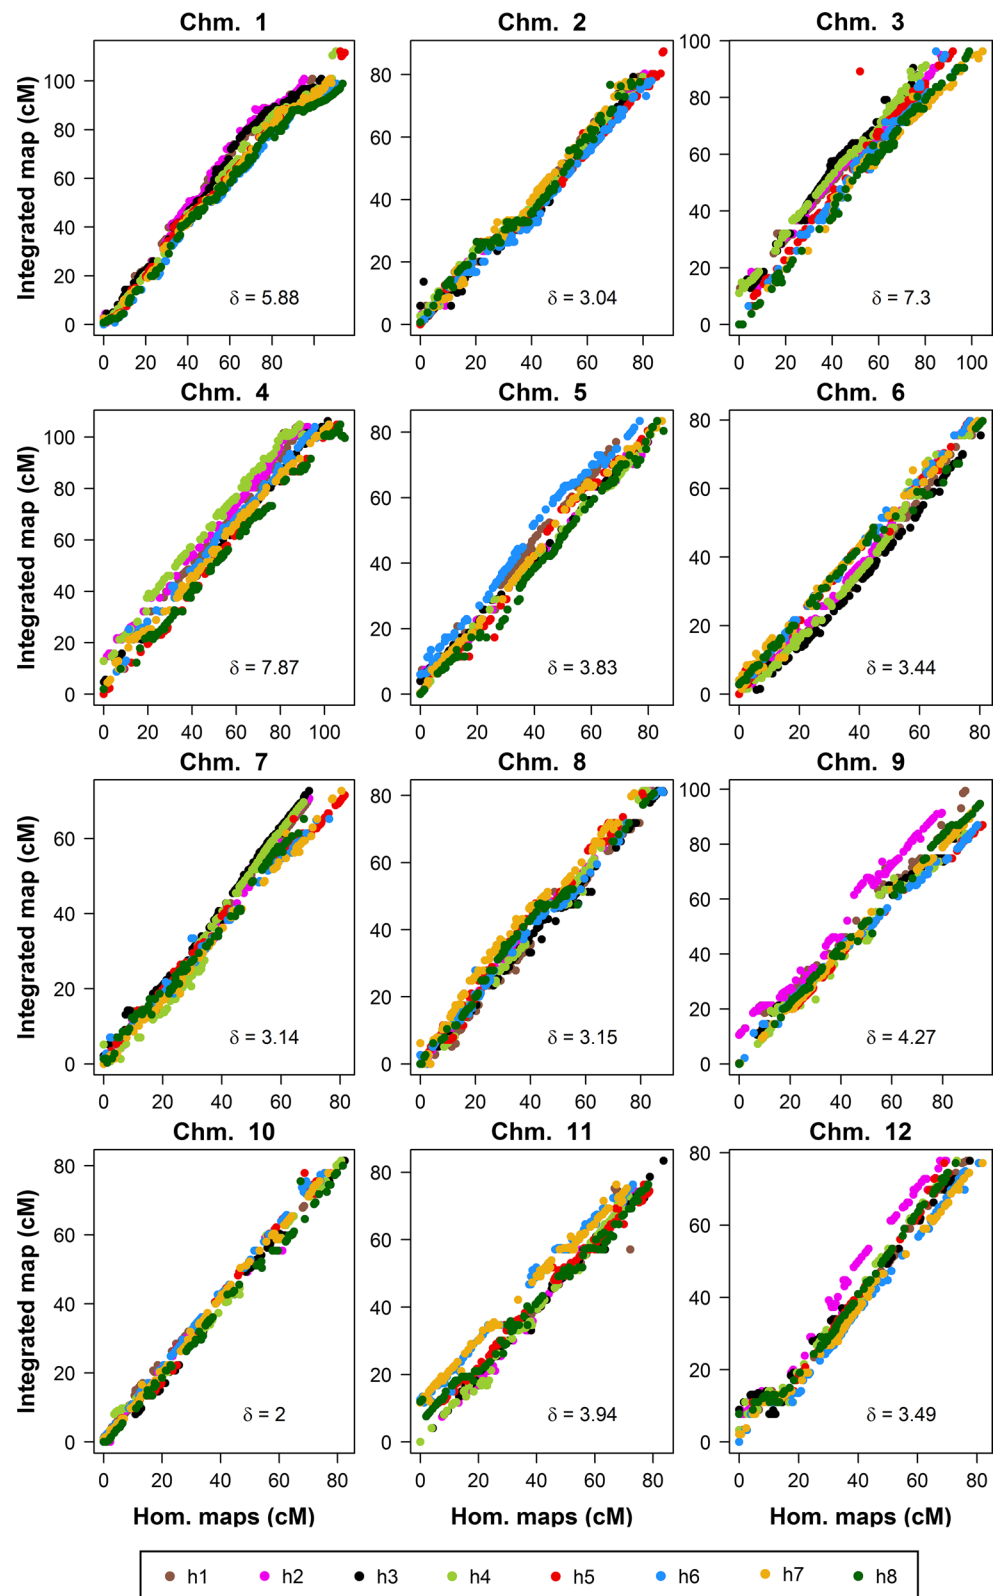 Chm. 1
Chm. 2
Chm. 3
Integrated map (cM)
100
80
60
40
20
0
δ = 5.88
0 20 40 60 80
80
60
40
20
0
δ = 3.04
0 20 40 60 80
100
80
60
40
20
0
δ = 7.3
0 20 40 60 80 100
Chm. 4
Chm. 5
Chm. 6
Integrated map (cM)
100
80
60
40
20
0
δ = 7.87
0 20 40 60 80 100
80
60
40
20
0
δ = 3.83
0 20 40 60 80
80
60
40
20
0
δ = 3.44
0 20 40 60 80
Chm. 7
Chm. 8
Chm. 9
Integrated map (cM)
60
40
20
0
δ = 3.14
0 20 40 60 80
80
60
40
20
0
δ = 3.15
0 20 40 60 80
100
80
60
40
20
0
δ = 4.27
0 20 40 60 80
Chm. 10
Chm. 11
Chm. 12
Integrated map (cM)
80
60
40
20
0
δ = 2
0 20 40 60 80
80
60
40
20
0
δ = 3.94
0 20 40 60 80
80
60
40
20
0
δ = 3.49
0 20 40 60 80
Hom. maps (cM)
Hom. maps (cM)
Hom. maps (cM)
h1 h2 h3 h4 h5 h6 h7 h8